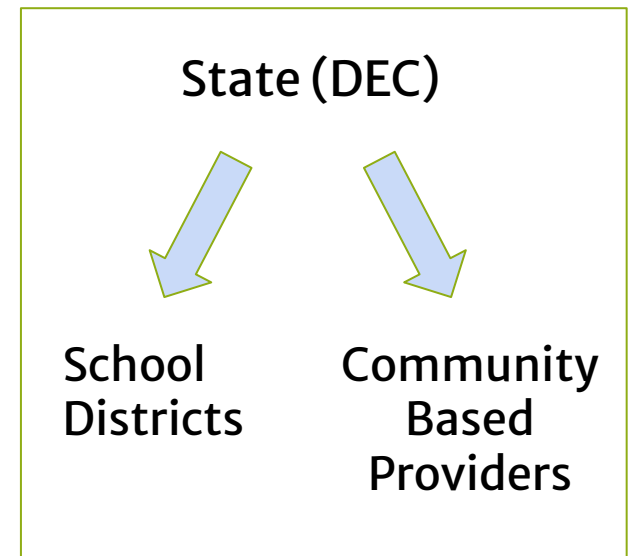 State (DEC)
School
Districts
Community
Based
Providers